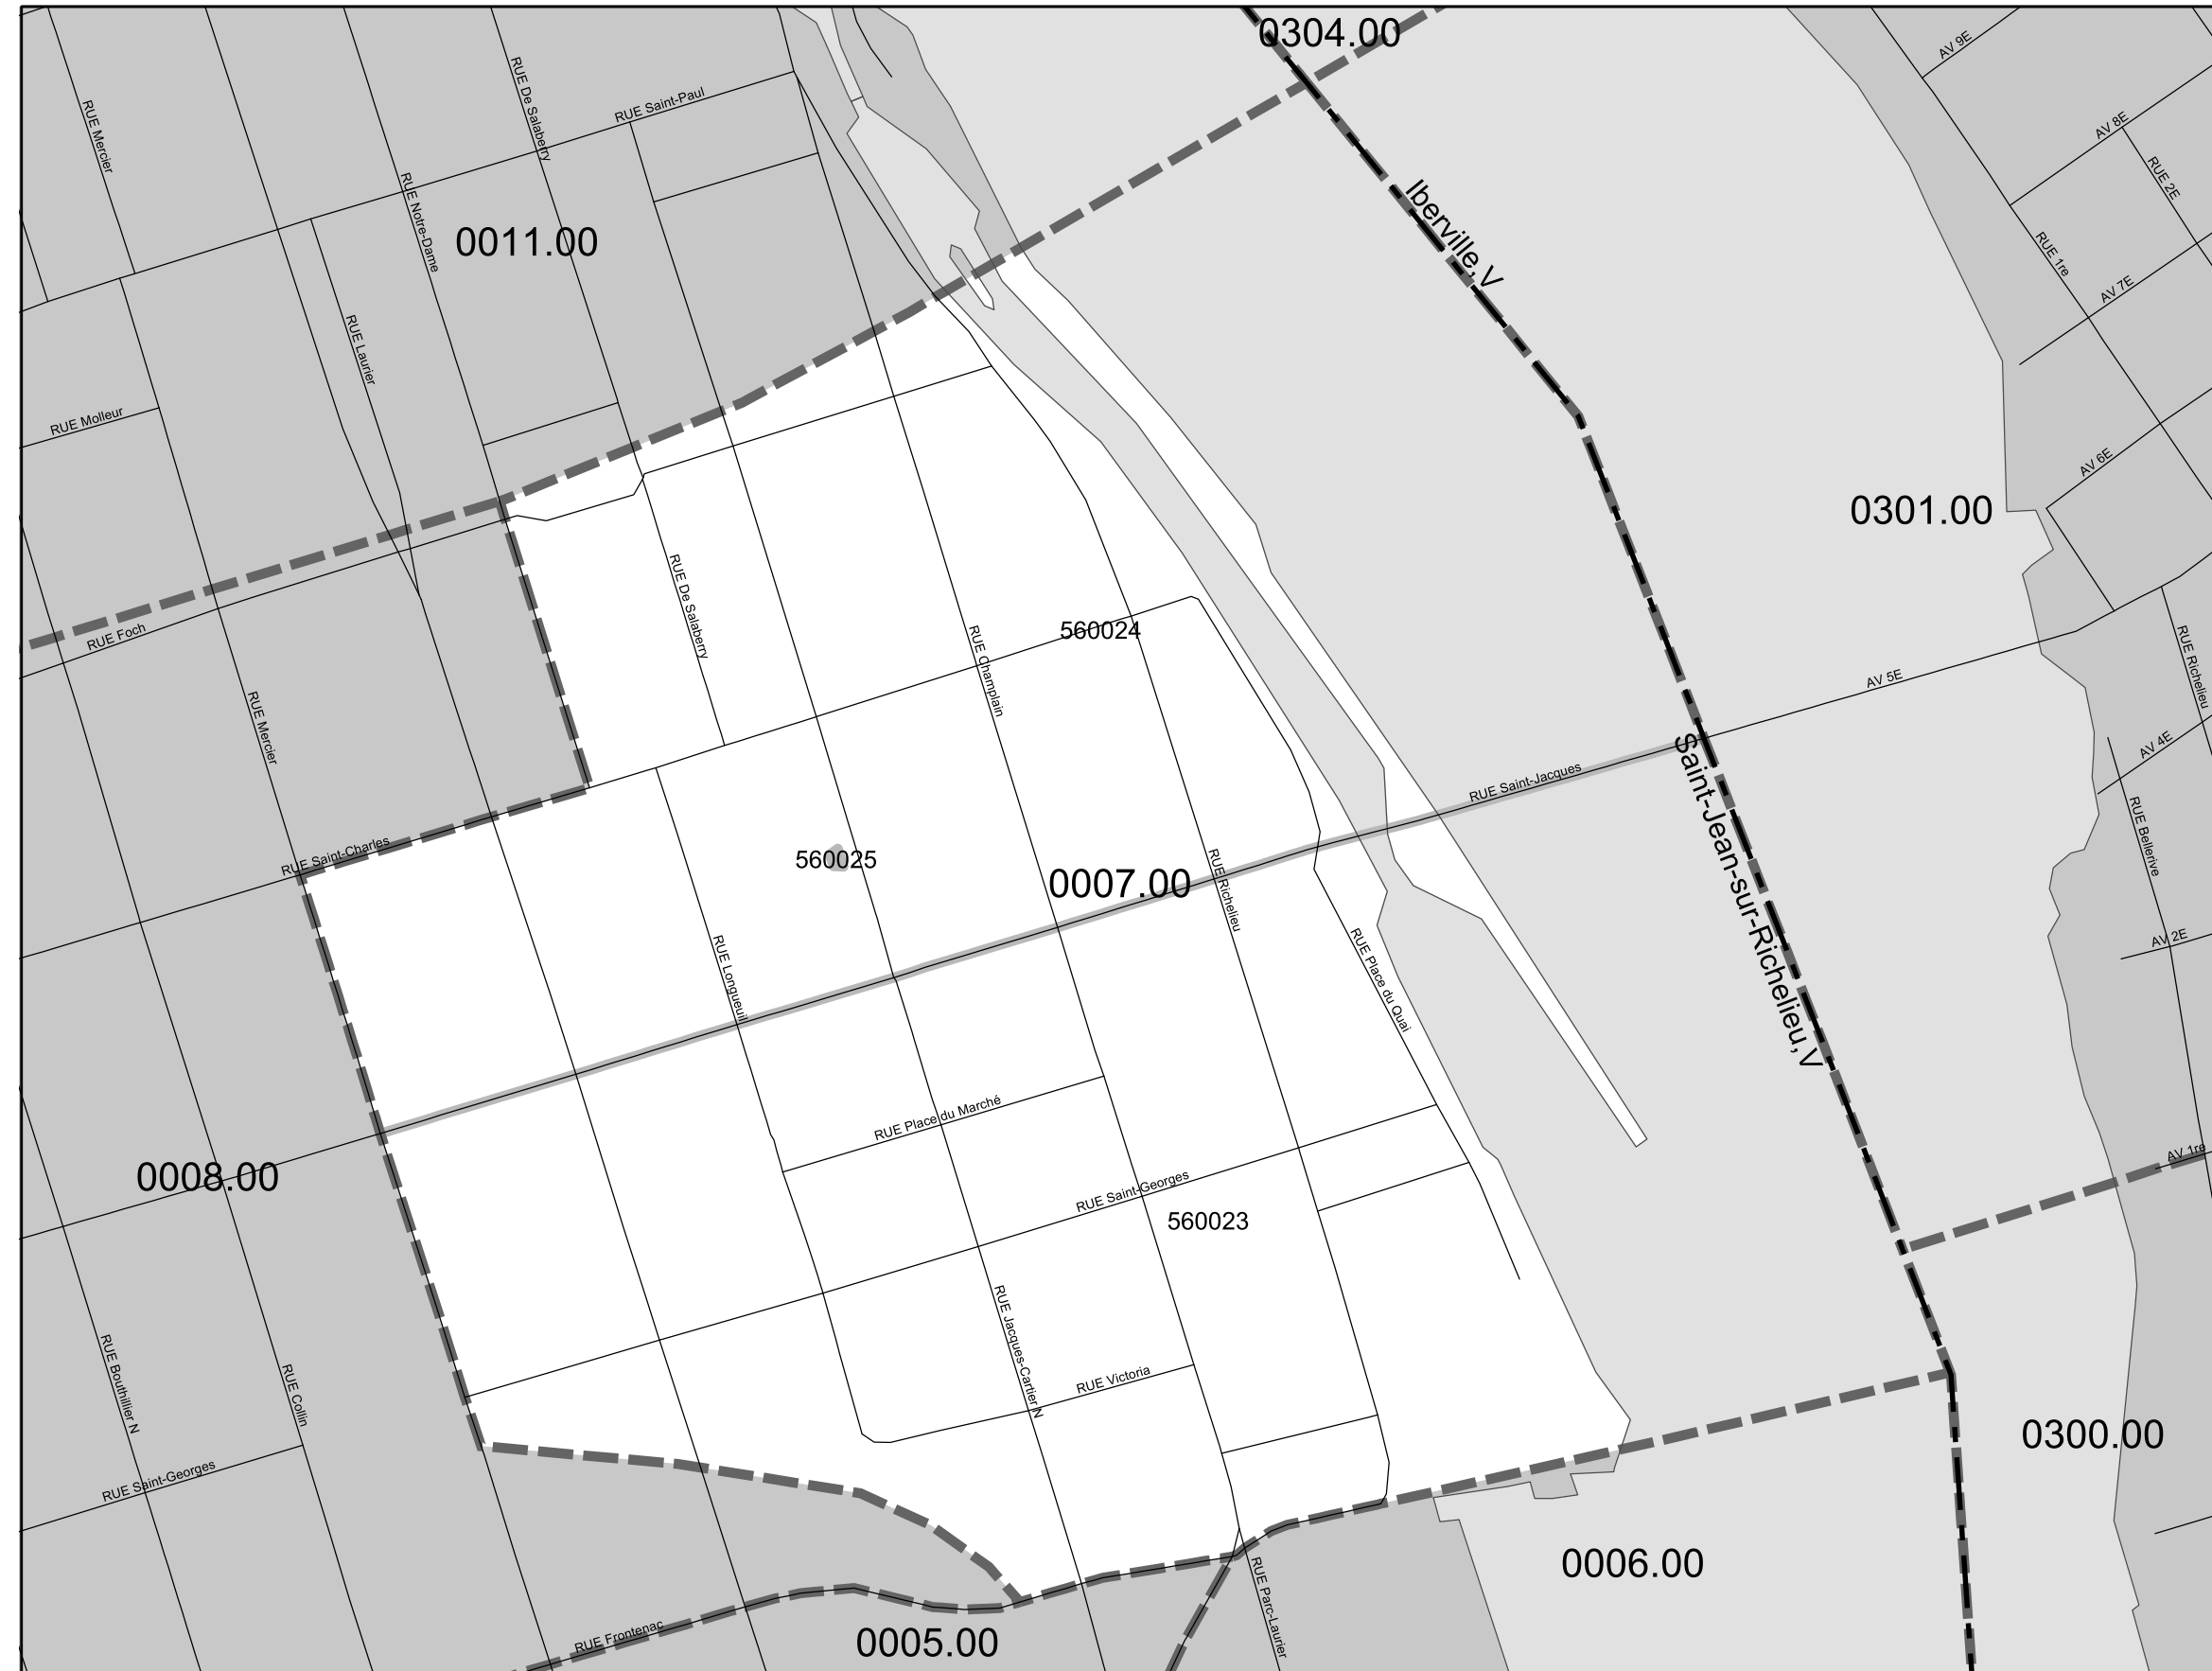 0304.00
AV 9E
RUE Mercier
RUE De Salaberry
RUE Saint-Paul
AV 8E
RUE 2E
RUE Notre-Dame
0011.00
Iberville,V
RUE 1re
AV 7E
RUE Laurier
RUE Molleur
AV 6E
0301.00
RUE Foch
RUE De Salaberry
560024
RUE Champlain
RUE Richelieu
AV 5E
RUE Mercier
RUE Saint-Jacques
Saint-Jean-sur-Richelieu,V
AV 4E
RUE Saint-Charles
560025
0007.00
RUE Richelieu
RUE Bellerive
RUE Longueuil
RUE Place du Quai
AV 2E
RUE Place du Marché
0008.00
RUE Saint-Georges
AV 1re
560023
RUE Jacques-Cartier N
RUE Bouthillier N
RUE Collin
RUE Victoria
0300.00
RUE Saint-Georges
0006.00
RUE Parc-Laurier
RUE Frontenac
0005.00